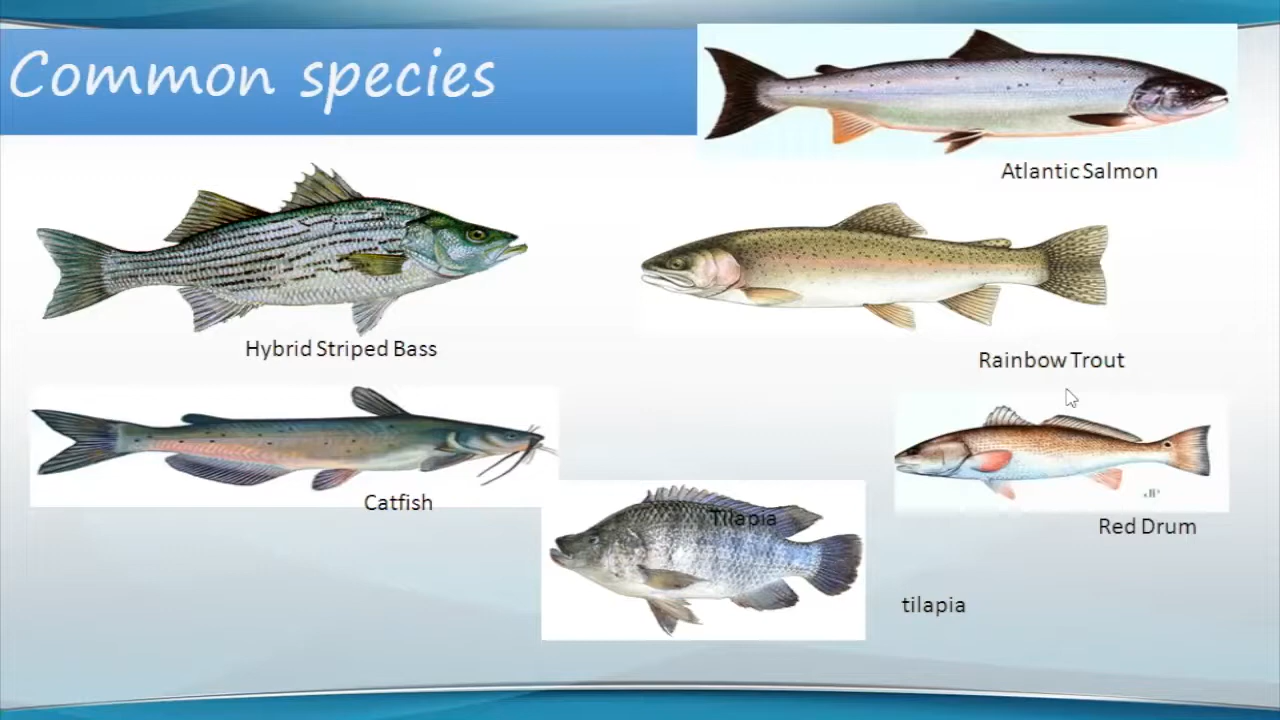 Common species
Atlantic Salmon
Hybrid Striped Bass
Rainbow Trout
Catfish
Tilapia
Red Drum
tilapia